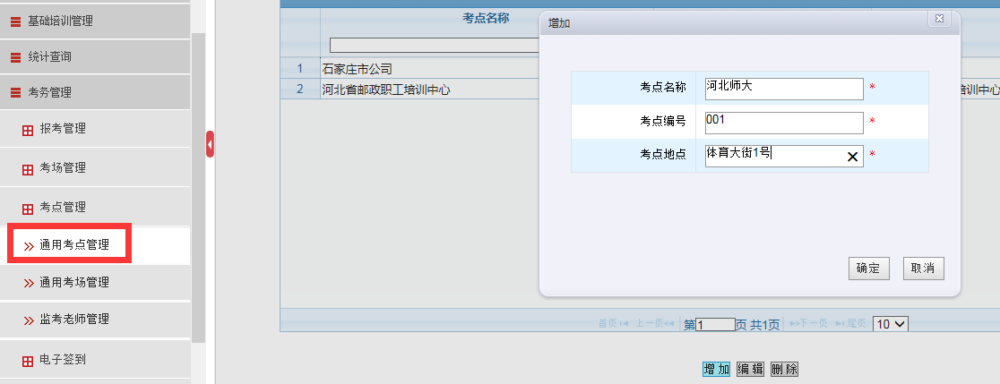 基础培训管理
统计查询
考务管理
报考管理
考场管理
考点管理
通用考点管理
通用考场管理
监考老师管理
电子签到
考点名称
1 石家庄市公司
2 河北省邮政职工培训中心
培训中心
增加
考点名称 河北师大 *
考点编号 001 *
考点地点 体育大街1号 *
确定 取消
首页 上一页 第1页 共1页 下一页 尾页 10
增加 编辑 删除